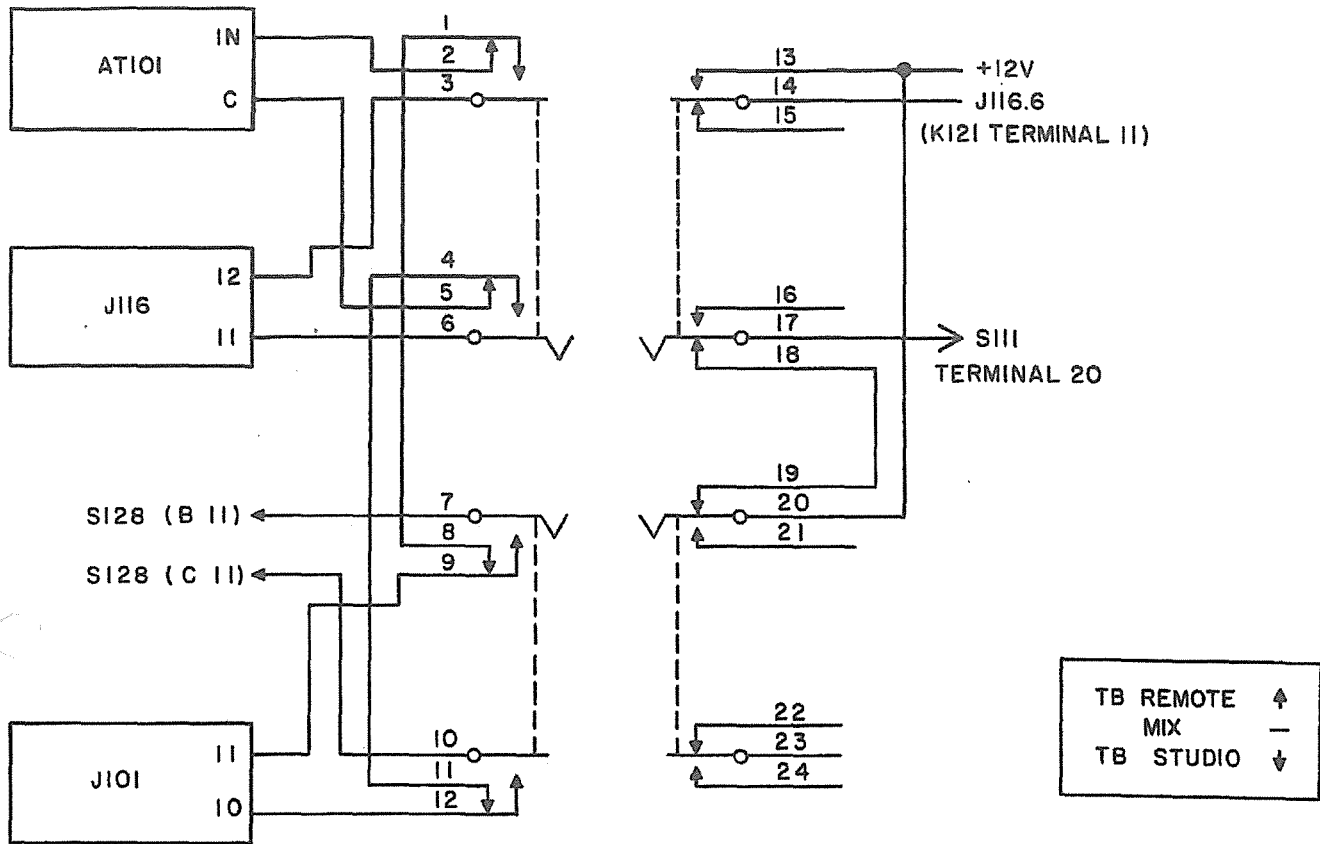 AT101
IN
C
J116
12
11
J101
11
10
S128 (B 11)
S128 (C 11)
1
2
3
4
5
6
7
8
9
10
11
12
13
14
15
16
17
18
19
20
21
22
23
24
+12V
J116.6
(K121 TERMINAL 11)
S111
TERMINAL 20
TB REMOTE
MIX —
TB STUDIO